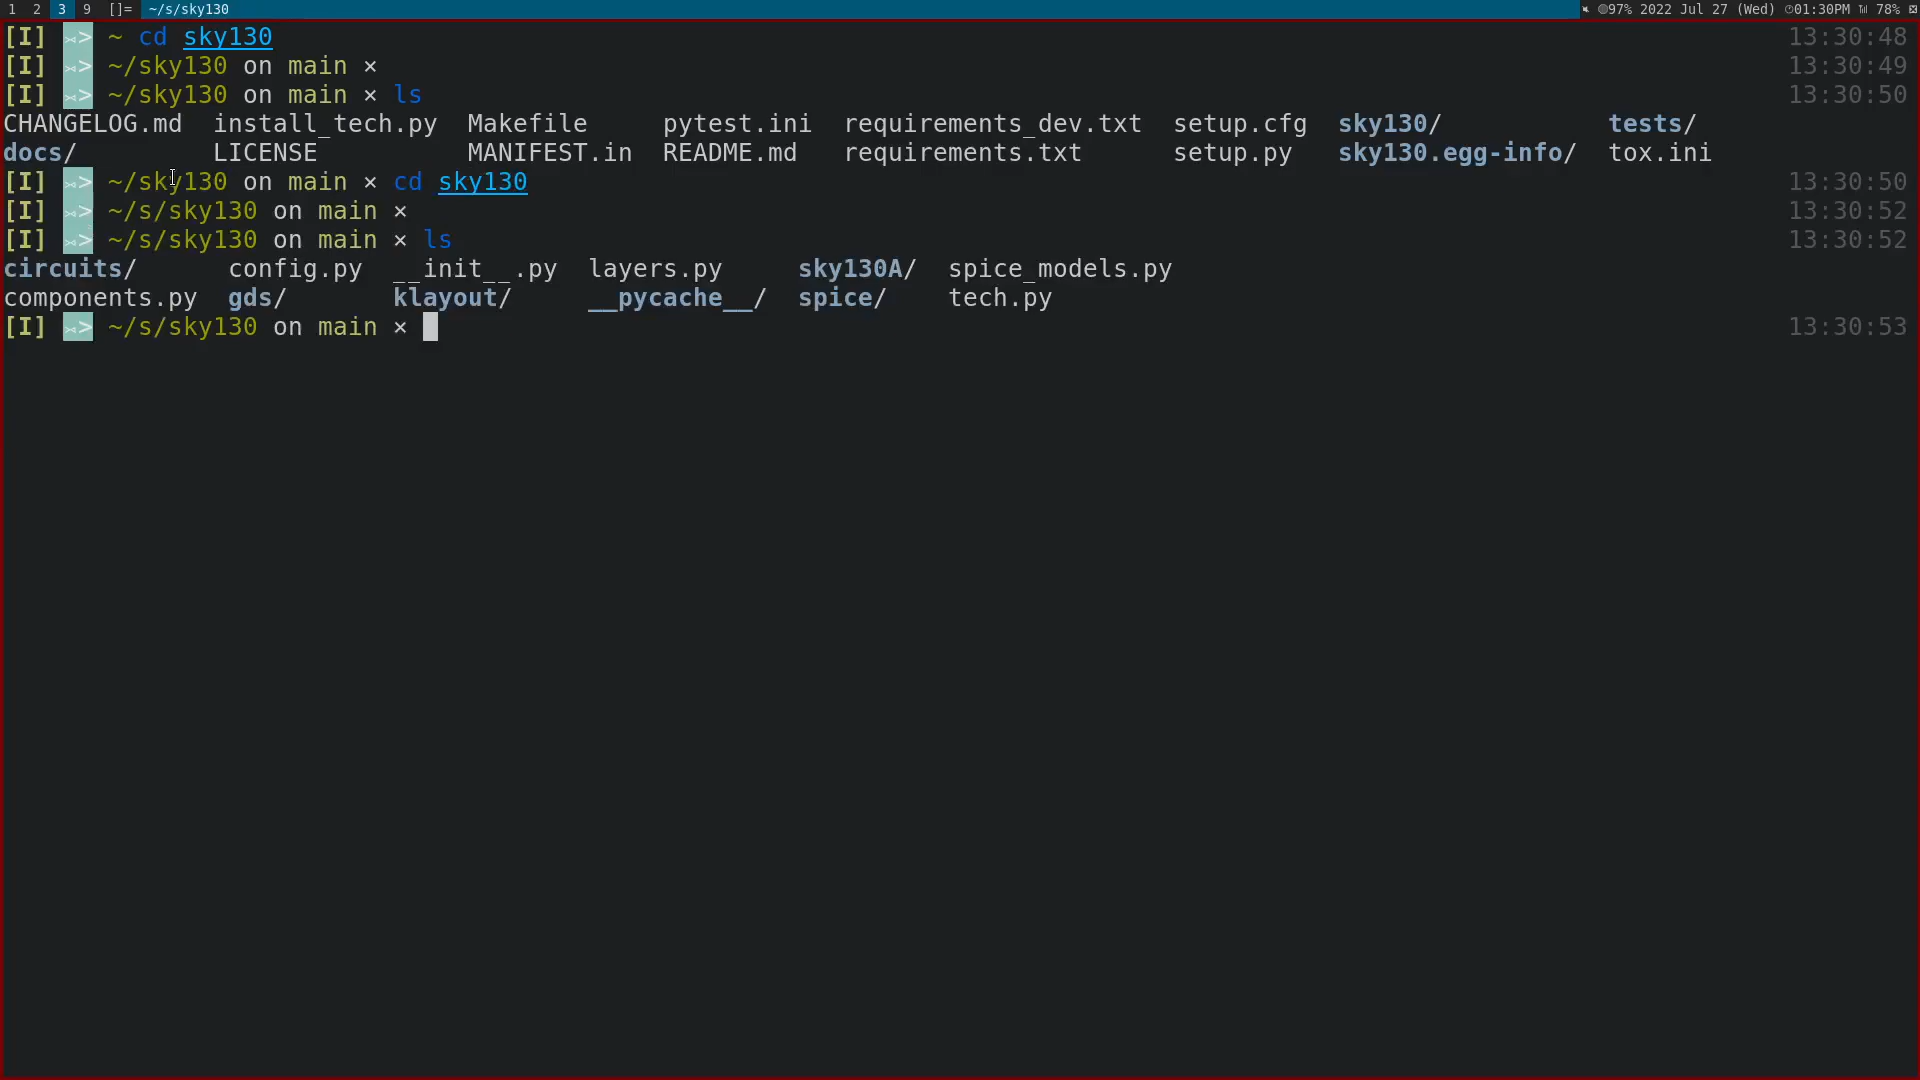 1 2 3 9 []= ~/s/sky130 97% 2022 Jul 27 (Wed) 01:30PM 78%
[I] > ~ cd sky130 13:30:48
[I] > ~/sky130 on main × 13:30:49
[I] > ~/sky130 on main × ls 13:30:50
CHANGELOG.md install_tech.py Makefile pytest.ini requirements_dev.txt setup.cfg sky130/ tests/
docs/ LICENSE MANIFEST.in README.md requirements.txt setup.py sky130.egg-info/ tox.ini
[I] > ~/sky130 on main × cd sky130 13:30:50
[I] > ~/s/sky130 on main × 13:30:52
[I] > ~/s/sky130 on main × ls 13:30:52
circuits/ config.py __init__.py layers.py sky130A/ spice_models.py
components.py gds/ klayout/ __pycache__/ spice/ tech.py
[I] > ~/s/sky130 on main × 13:30:53